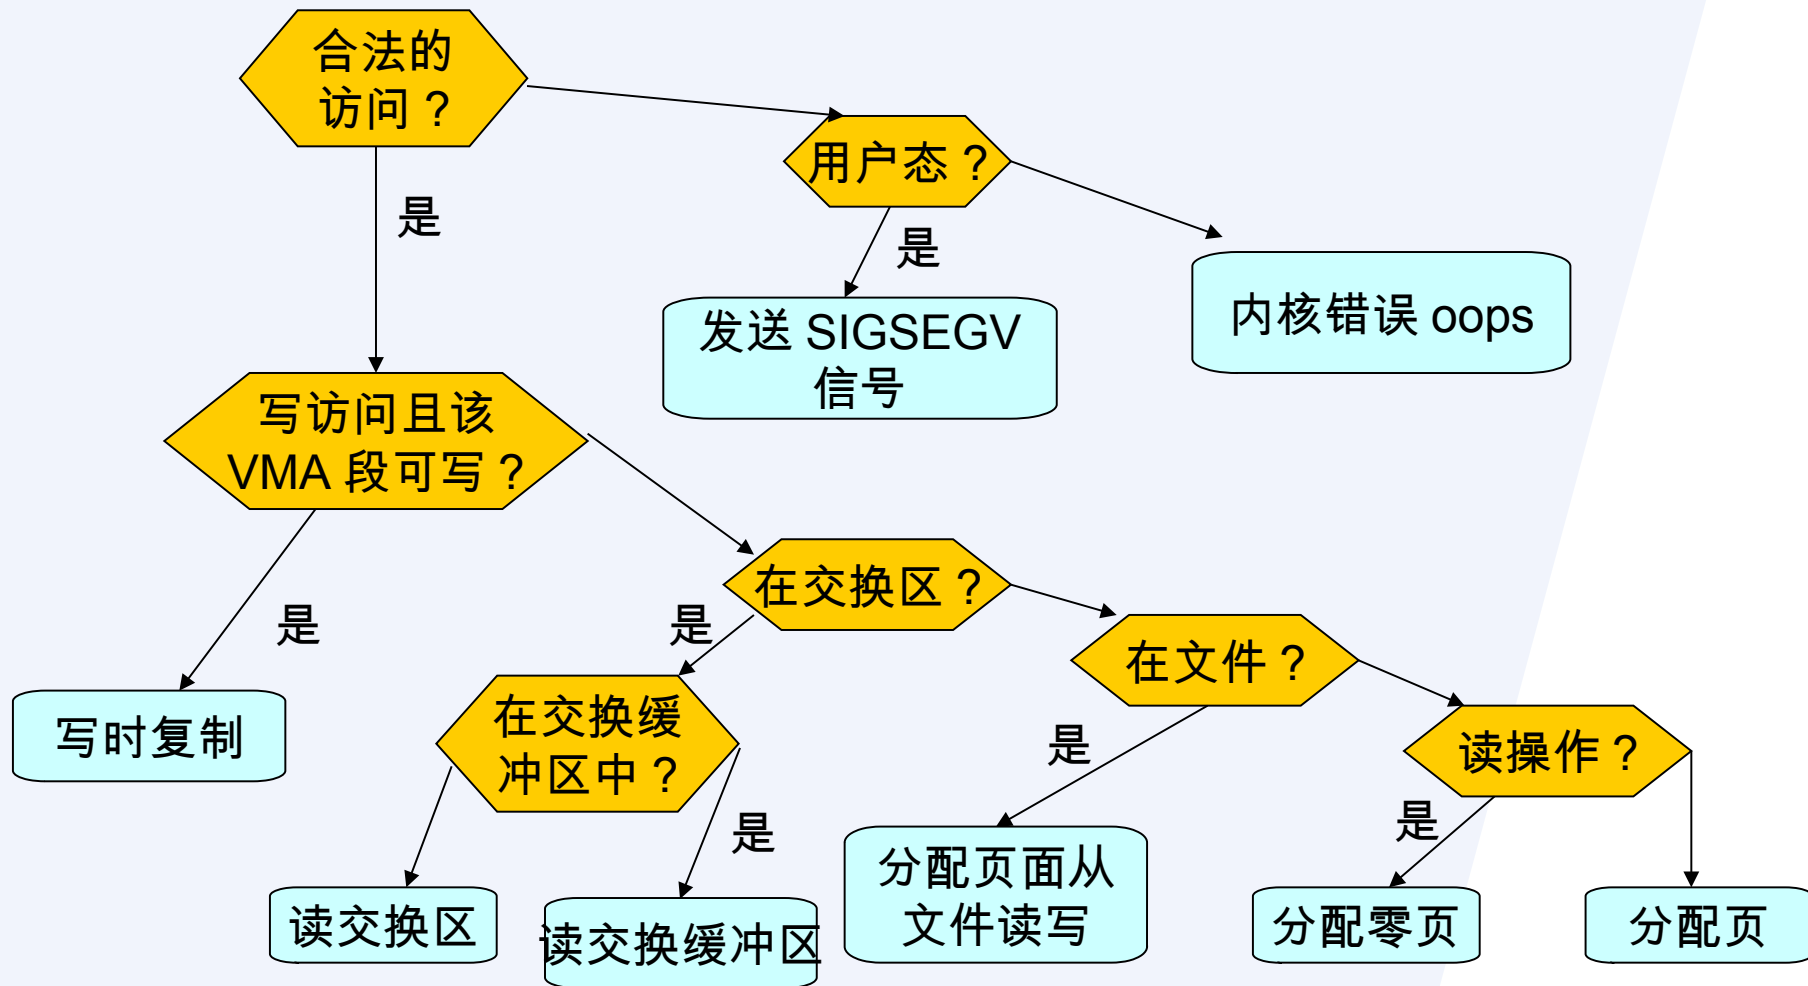 合法的
访问？
用户态？
是
是
发送 SIGSEGV
信号
内核错误 oops
写访问且该
VMA 段可写？
在交换区？
是
是
在文件？
在交换缓
冲区中？
写时复制
是
读操作？
是
是
分配页面从
文件读写
读交换区
读交换缓冲区
分配零页
分配页